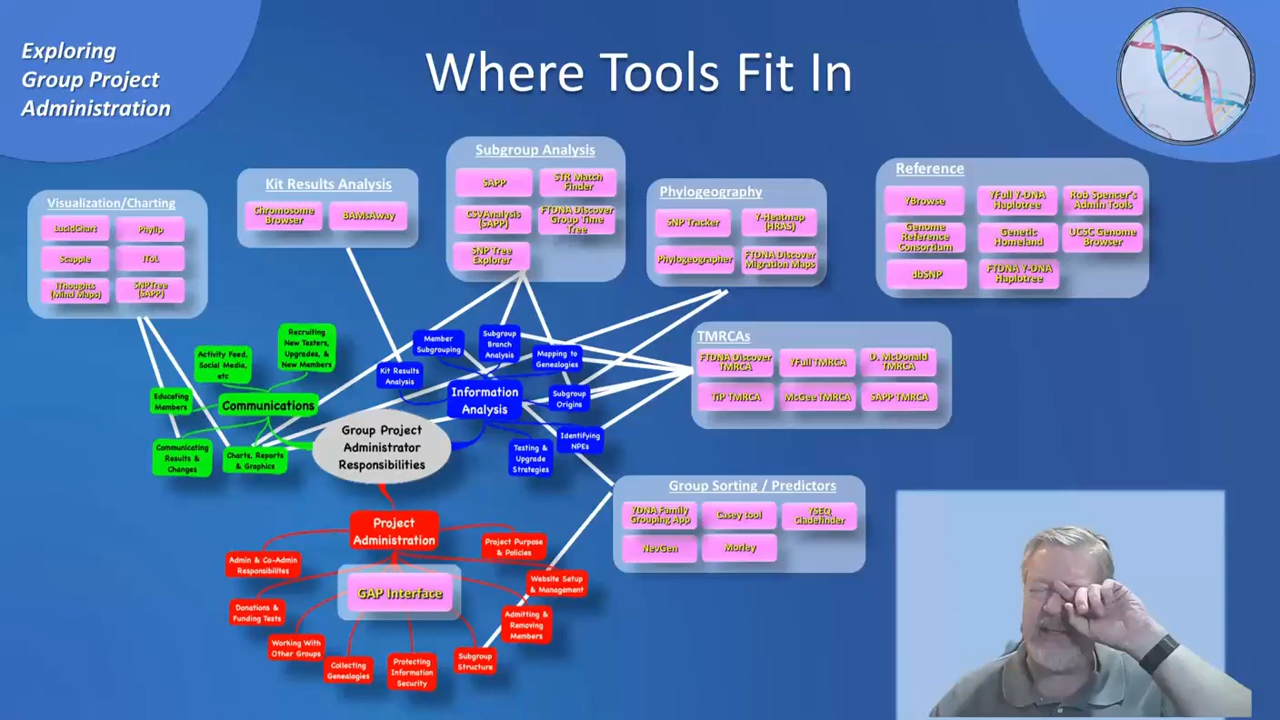 Exploring
Group Project
Administration
Where Tools Fit In
Visualization/Charting
LucidChart
Phylip
Scapple
ITOL
iThoughts
(Mind Maps)
SNPTree
(SAPP)
Kit Results Analysis
Chromosome
Browser
BAMsAway
Subgroup Analysis
SAPP
STR Match
Finder
CSVAnalysis
(SAPP)
FTDNA Discover
Group Time
Tree
SNP Tree
Explorer
Phylogeography
SNP Tracker
Y-Heatmap
(HRAS)
Phylogeographer
FTDNA Discover
Migration Maps
Reference
YBrowse
YFull Y-DNA
Haplotree
Rob Spencer's
Admin Tools
Genome
Reference
Consortium
Genetic
Homeland
UCSC Genome
Browser
dbSNP
FTDNA Y-DNA
Haplotree
TMRCAs
FTDNA Discover
TMRCA
YFull TMRCA
D. McDonald
TMRCA
TiP TMRCA
McGee TMRCA
SAPP TMRCA
Group Sorting / Predictors
YDNA Family
Grouping App
Casey tool
YSEQ
Cladefinder
NevGen
Morley
Recruiting
New Testers,
Upgrades, &
New Members
Activity Feed,
Social Media,
etc
Educating
Members
Communications
Communicating
Results &
Changes
Charts, Reports
& Graphics
Member
Subgrouping
Subgroup
Branch
Analysis
Mapping to
Genealogies
Kit Results
Analysis
Information
Analysis
Subgroup
Origins
Identifying
NPEs
Testing &
Upgrade
Strategies
Group Project
Administrator
Responsibilities
Project
Administration
Project Purpose
& Policies
Admin & Co-Admin
Responsibilites
GAP Interface
Website Setup
& Management
Donations &
Funding Tests
Admitting &
Removing
Members
Working With
Other Groups
Collecting
Genealogies
Protecting
Information
Security
Subgroup
Structure